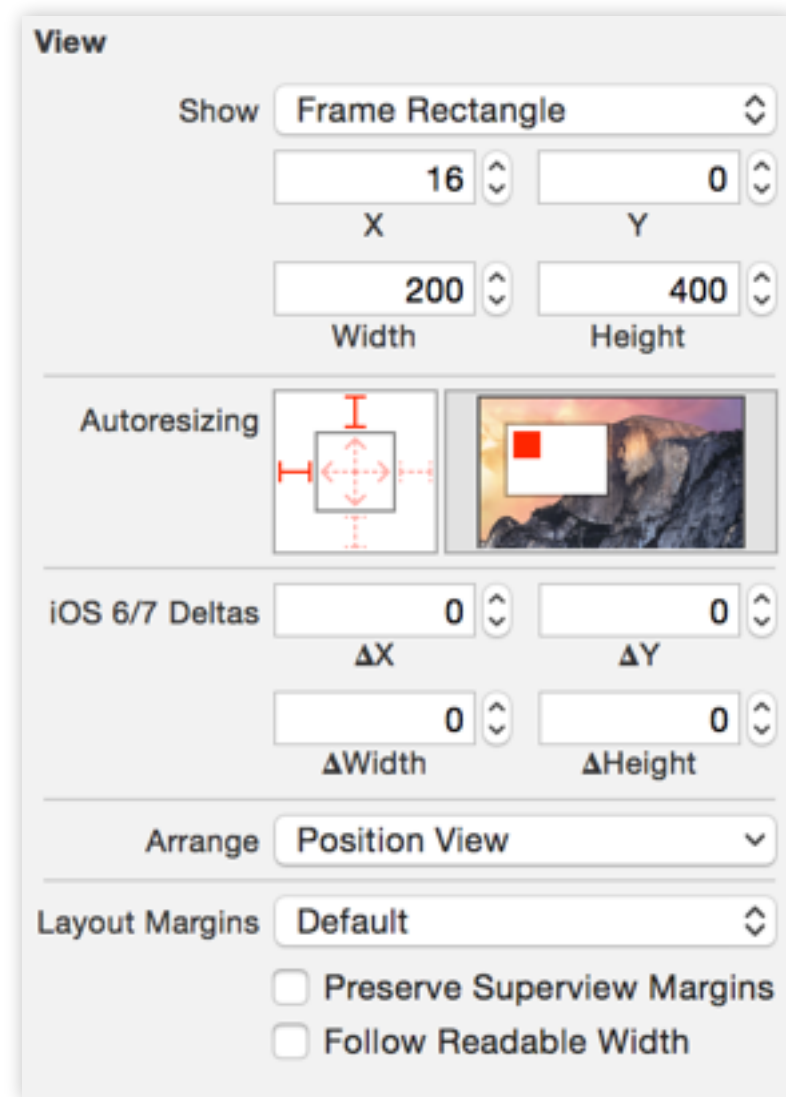 View
Show Frame Rectangle
16 0
X Y
200 400
Width Height
Autoresizing
iOS 6/7 Deltas 0 0
ΔX ΔY
0 0
ΔWidth ΔHeight
Arrange Position View
Layout Margins Default
Preserve Superview Margins
Follow Readable Width